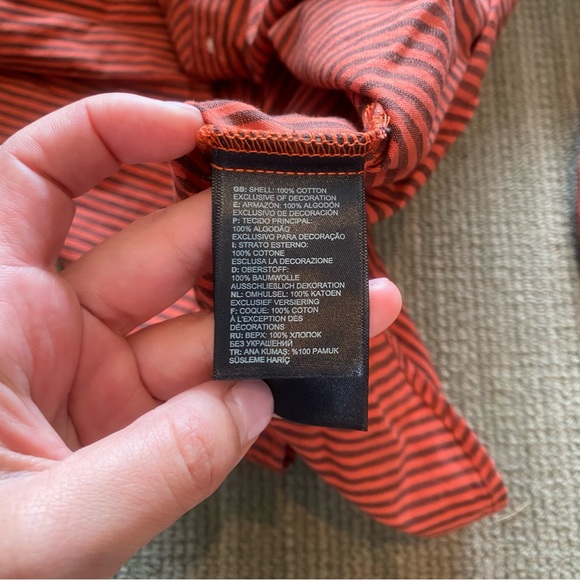 GB: SHELL: 100% COTTON
EXCLUSIVE OF DECORATION
E: ARMAZÓN: 100% ALGODÓN
EXCLUSIVO DE DECORACIÓN
P: TECIDO PRINCIPAL:
100% ALGODÃO
EXCLUSIVO PARA DECORAÇÃO
I: STRATO ESTERNO:
100% COTONE
ESCLUSA LA DECORAZIONE
D: OBERSTOFF:
100% BAUMWOLLE
AUSSCHLIEßLICH DEKORATION
NL: OMHULSEL: 100% KATOEN
EXCLUSIEF VERSIERING
F: COQUE: 100% COTON
À L'EXCEPTION DES
DÉCORATIONS
RU: ВЕРХ: 100% ХЛОПОК
БЕЗ УКРАШЕНИЙ
TR: ANA KUMAS: %100 PAMUK
SÜSLEME HARİÇ